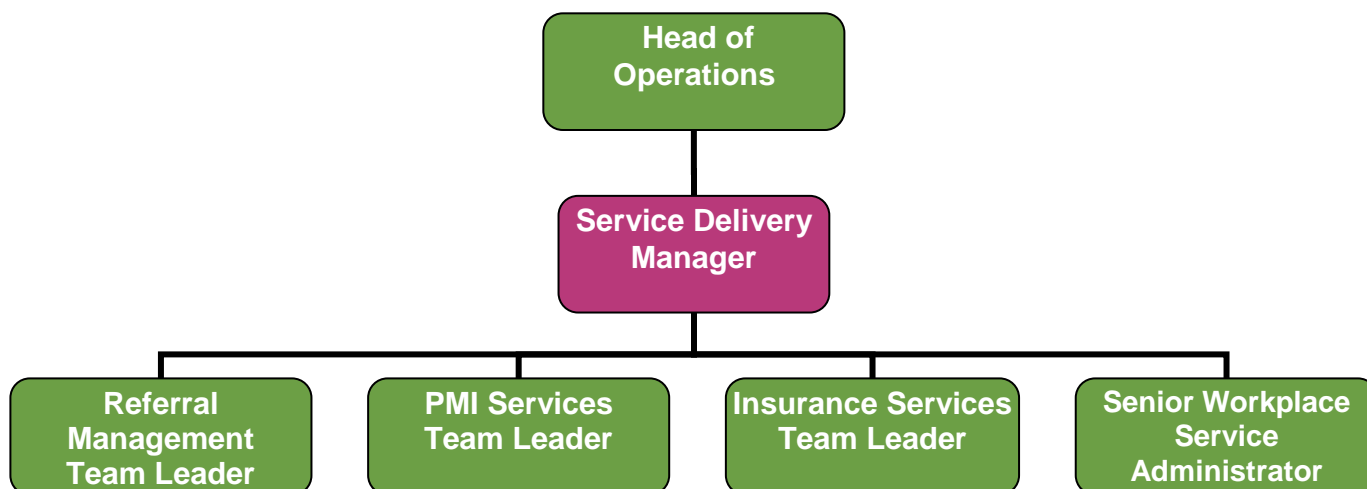 Head of
Operations
Service Delivery
Manager
Referral
Management
Team Leader
PMI Services
Team Leader
Insurance Services
Team Leader
Senior Workplace
Service
Administrator